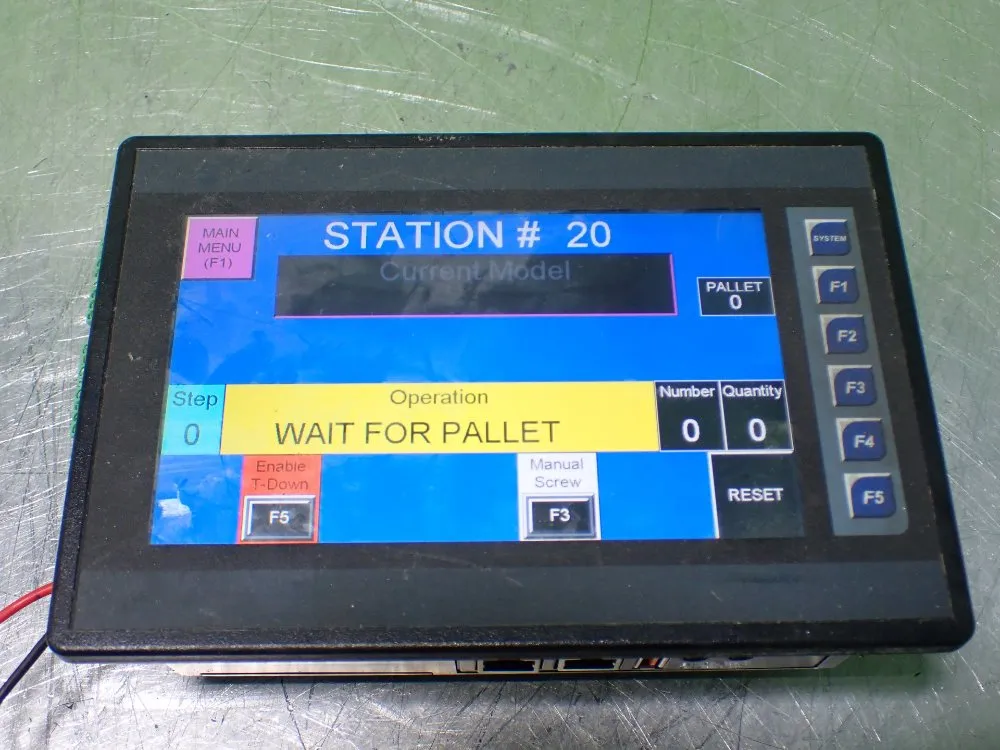 MAIN
MENU
(F1)
STATION # 20
Current Model
PALLET
0
Step
0
Operation
WAIT FOR PALLET
Number
0
Quantity
0
Enable
T-Down
F5
Manual
Screw
F3
RESET
SYSTEM
F1
F2
F3
F4
F5